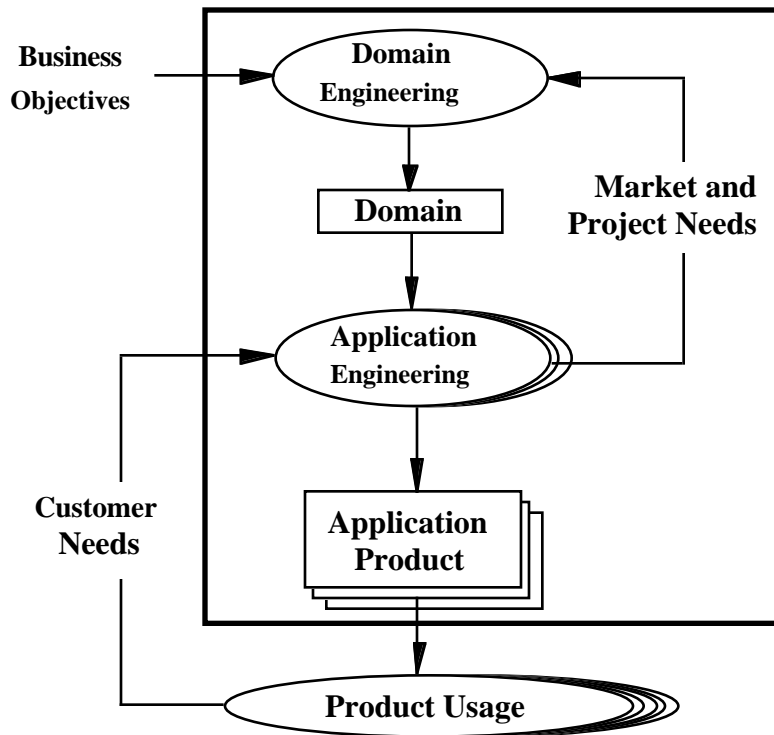 Business
Objectives
Domain
Engineering
Domain
Market and
Project Needs
Application
Engineering
Customer
Needs
Application
Product
Product Usage